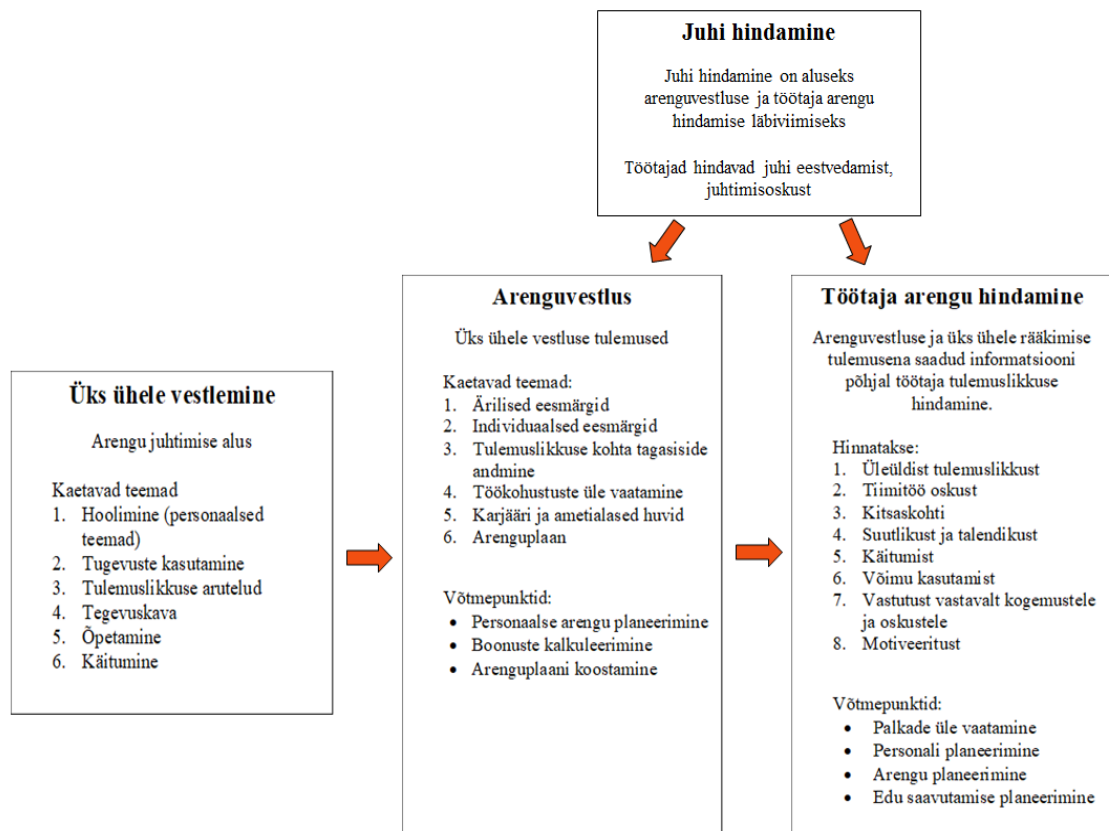 Juhi hindamine
Juhi hindamine on aluseks
arenguvestluse ja töötaja arengu
hindamise läbiviimiseks
Töötajad hindavad juhi eestvedamist,
juhtimisoskust
Üks ühele vestlemine
Arengu juhtimise alus
Kaetavad teemad
1. Hoolimine (personaalsed
teemad)
2. Tugevuste kasutamine
3. Tulemuslikkuse arutelud
4. Tegevuskava
5. Õpetamine
6. Käitumine
Arenguvestlus
Üks ühele vestluse tulemused
Kaetavad teemad:
1. Ärilised eesmärgid
2. Individuaalsed eesmärgid
3. Tulemuslikkuse kohta tagasiside
andmine
4. Töökohustuste üle vaatamine
5. Karjääri ja ametialased huvid
6. Arenguplaan
Võtmepunktid:
• Personaalse arengu planeerimine
• Boonuste kalkuleerimine
• Arenguplaani koostamine
Töötaja arengu hindamine
Arenguvestluse ja üks ühele rääkimise
tulemusena saadud informatsiooni
põhjal töötaja tulemuslikkuse
hindamine.
Hinnatakse:
1. Üleüldist tulemuslikkust
2. Tiimitöö oskust
3. Kitsaskohti
4. Suutlikust ja talendikust
5. Käitumist
6. Võimu kasutamist
7. Vastutust vastavalt kogemustele
ja oskustele
8. Motiveeritust
Võtmepunktid:
• Palkade üle vaatamine
• Personali planeerimine
• Arengu planeerimine
• Edu saavutamise planeerimine